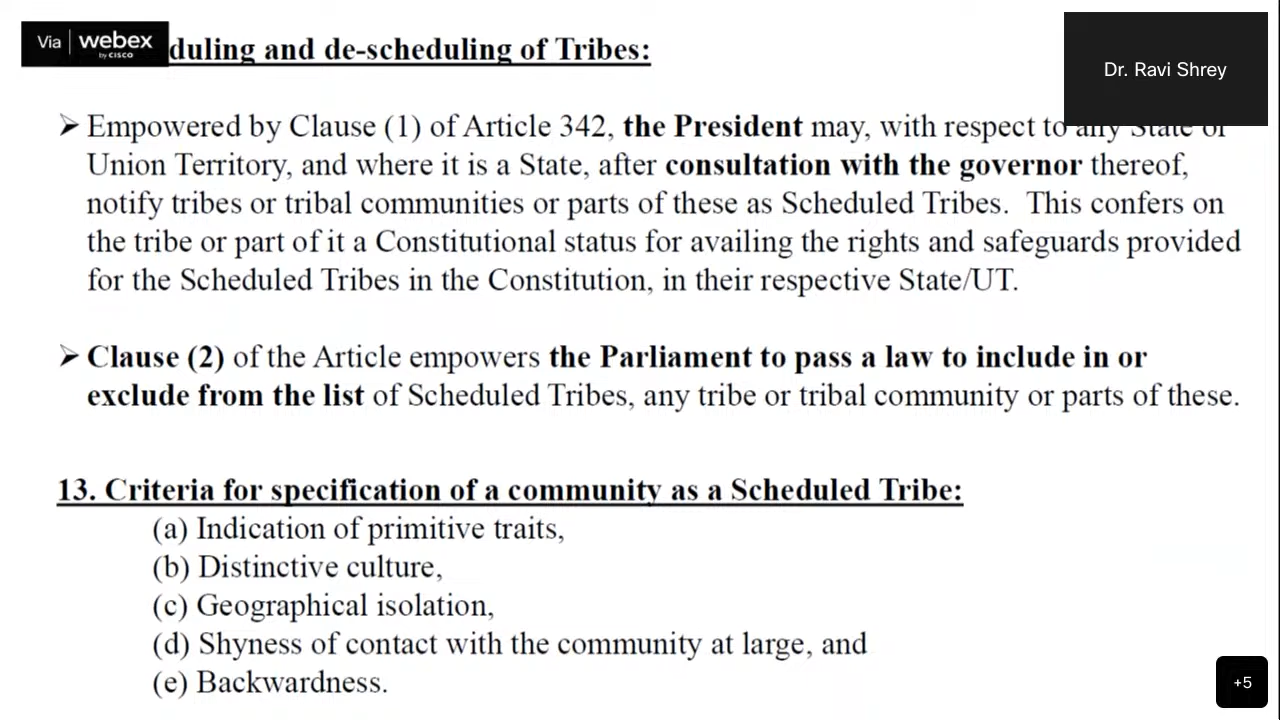 Via webex
by CISCO
duling and de-scheduling of Tribes:
Dr. Ravi Shrey
➤ Empowered by Clause (1) of Article 342, the President may, with respect to any State or
Union Territory, and where it is a State, after consultation with the governor thereof,
notify tribes or tribal communities or parts of these as Scheduled Tribes. This confers on
the tribe or part of it a Constitutional status for availing the rights and safeguards provided
for the Scheduled Tribes in the Constitution, in their respective State/UT.
➤ Clause (2) of the Article empowers the Parliament to pass a law to include in or
exclude from the list of Scheduled Tribes, any tribe or tribal community or parts of these.
13. Criteria for specification of a community as a Scheduled Tribe:
(a) Indication of primitive traits,
(b) Distinctive culture,
(c) Geographical isolation,
(d) Shyness of contact with the community at large, and
(e) Backwardness.
+5